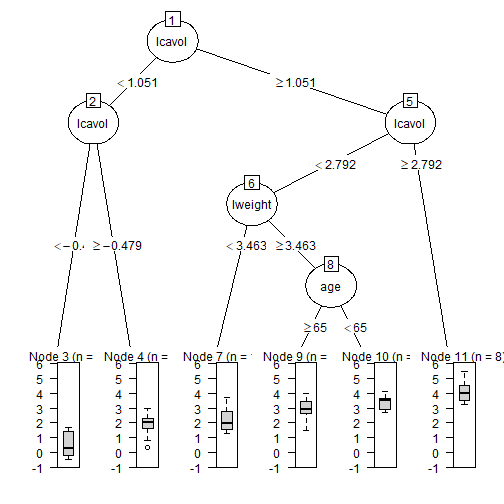 1
lcavol
< 1.051
≥ 1.051
2
lcavol
5
lcavol
< 2.792
≥ 2.792
6
lweight
≥ −0.479
< 3.463
≥ 3.463
8
age
≥ 65
< 65
Node 3 (n =
Node 4 (n =
Node 7 (n =
Node 9 (n =
Node 10 (n =
Node 11 (n = 8)
6 6 6 6 6 6
5 5 5 5 5 5
4 4 4 4 4 4
3 3 3 3 3 3
2 2 2 2 2 2
1 1 1 1 1 1
0 0 0 0 0 0
-1 -1 -1 -1 -1 -1